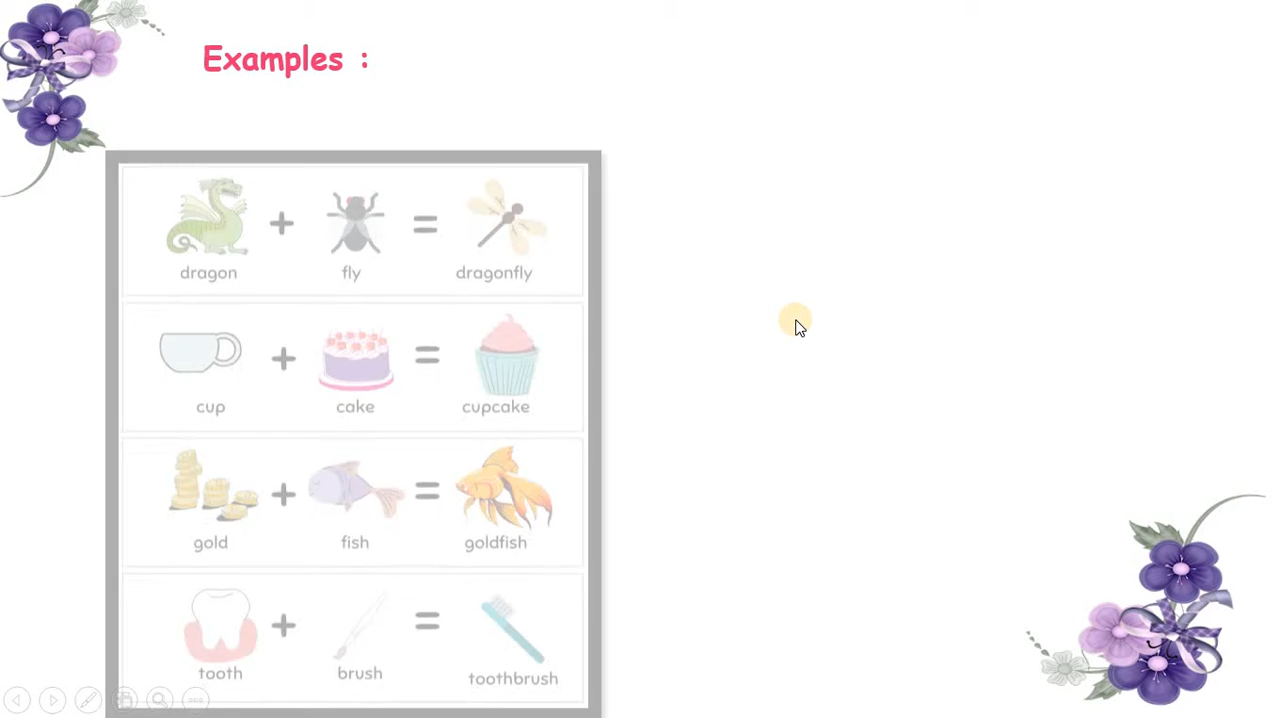 Examples :
dragon + fly = dragonfly
cup + cake = cupcake
gold + fish = goldfish
tooth + brush = toothbrush